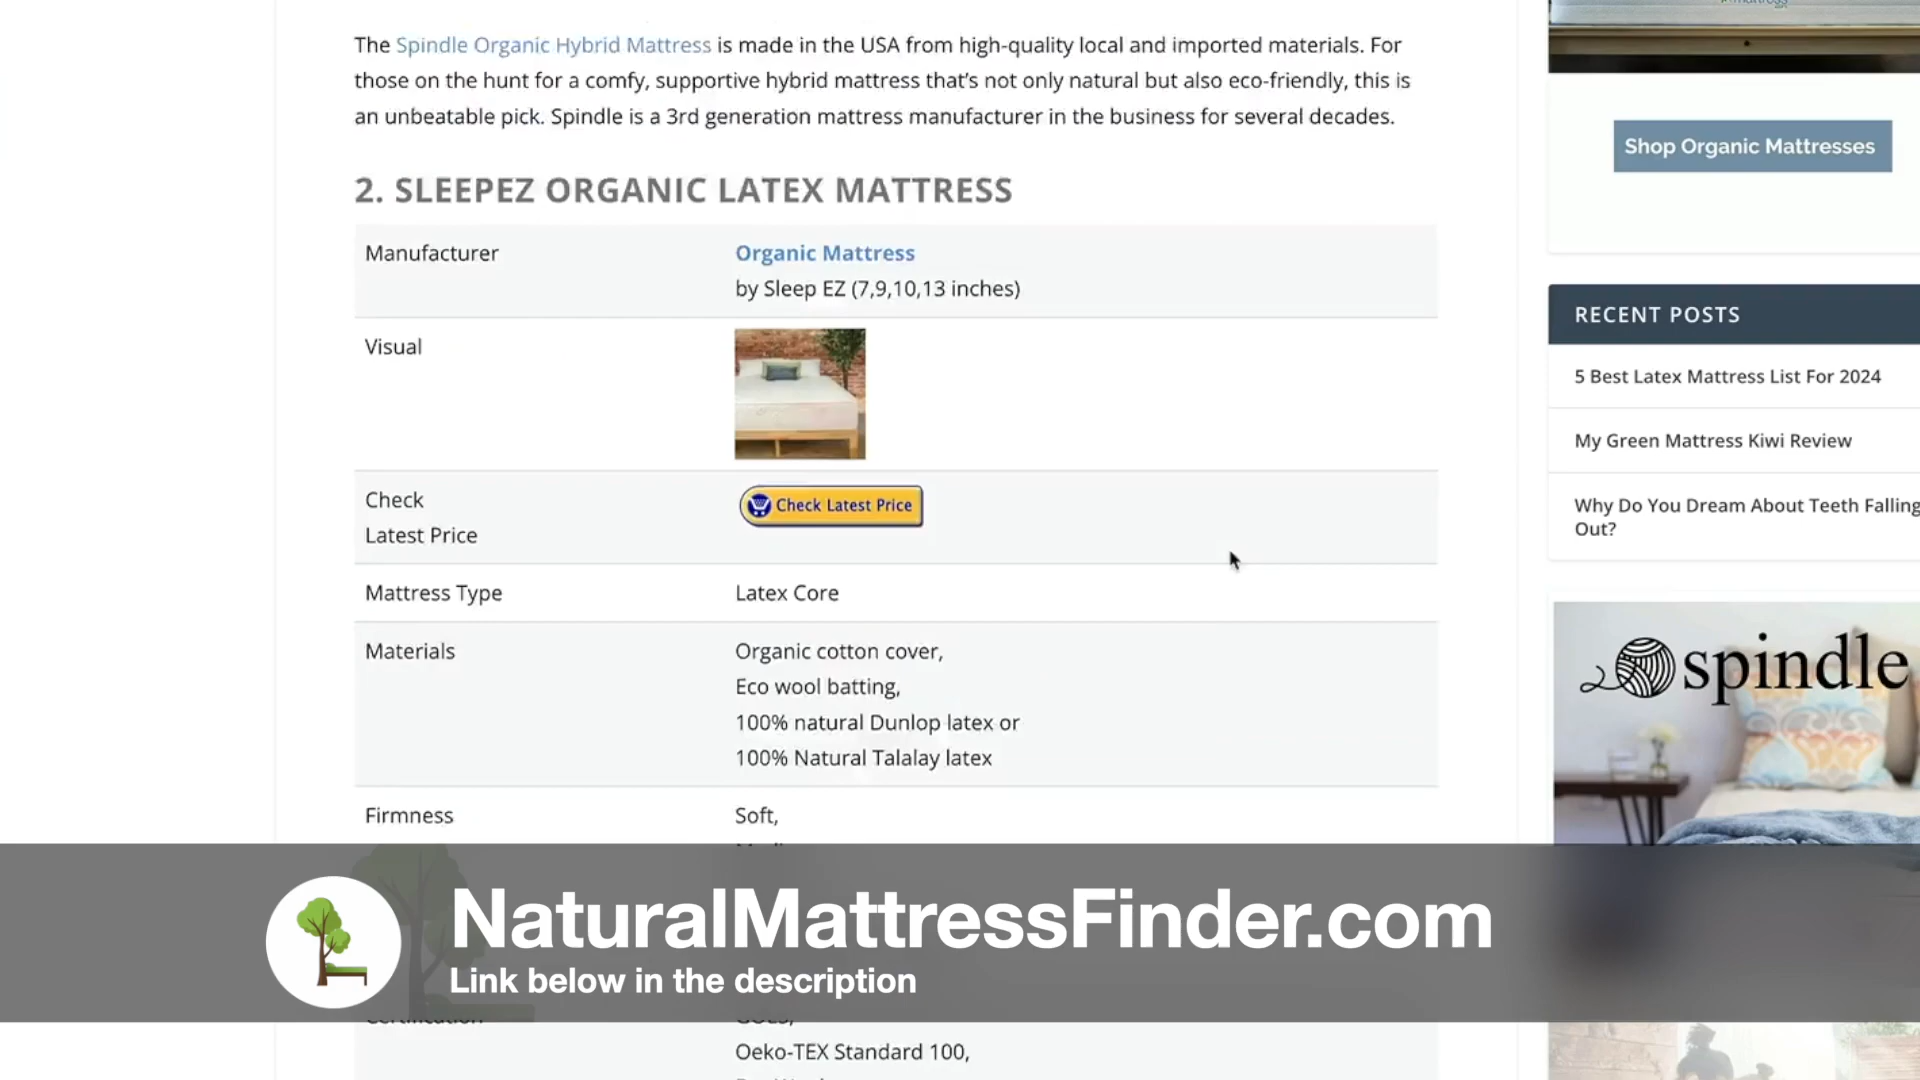 The Spindle Organic Hybrid Mattress is made in the USA from high-quality local and imported materials. For
those on the hunt for a comfy, supportive hybrid mattress that's not only natural but also eco-friendly, this is
an unbeatable pick. Spindle is a 3rd generation mattress manufacturer in the business for several decades.
2. SLEEPEZ ORGANIC LATEX MATTRESS
Manufacturer
Organic Mattress
by Sleep EZ (7,9,10,13 inches)
Visual
Check
Latest Price
Check Latest Price
Mattress Type
Latex Core
Materials
Organic cotton cover,
Eco wool batting,
100% natural Dunlop latex or
100% Natural Talalay latex
Firmness
Soft,
Oeko-TEX Standard 100,
Shop Organic Mattresses
RECENT POSTS
5 Best Latex Mattress List For 2024
My Green Mattress Kiwi Review
Why Do You Dream About Teeth Falling
Out?
spindle
NaturalMattressFinder.com
Link below in the description